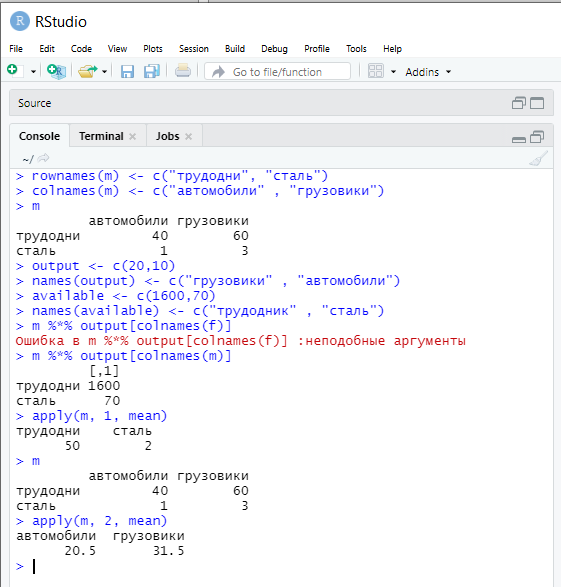 RStudio
File Edit Code View Plots Session Build Debug Profile Tools Help
Go to file/function Addins
Source
Console Terminal Jobs
~/
> rownames(m) <- c("трудодни", "сталь")
> colnames(m) <- c("автомобили" , "грузовики")
> m
автомобили грузовики
трудодни 40 60
сталь 1 3
> output <- c(20,10)
> names(output) <- c("грузовики" , "автомобили")
> available <- c(1600,70)
> names(available) <- c("трудодник" , "сталь")
> m %*% output[colnames(f)]
Ошибка в m %*% output[colnames(f)] :неподобные аргументы
> m %*% output[colnames(m)]
[,1]
трудодни 1600
сталь 70
> apply(m, 1, mean)
трудодни сталь
50 2
> m
автомобили грузовики
трудодни 40 60
сталь 1 3
> apply(m, 2, mean)
автомобили грузовики
20.5 31.5
>